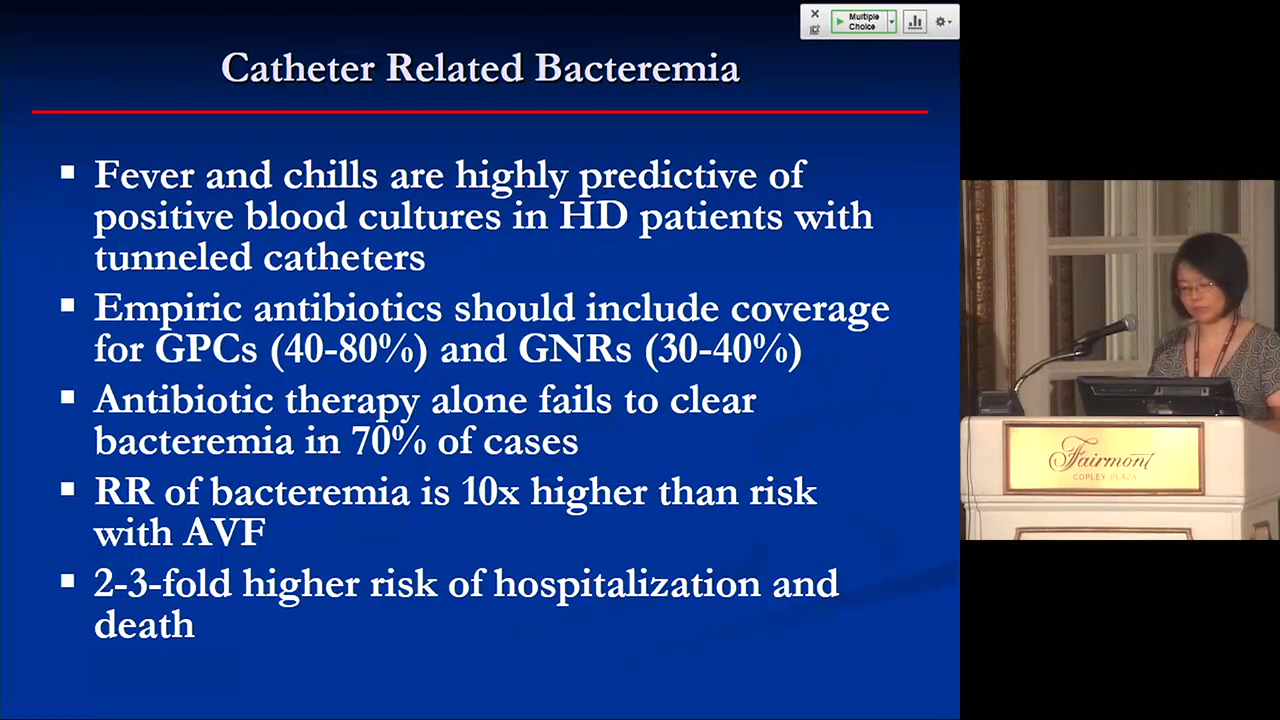 Multiple
Choice
Catheter Related Bacteremia
▪ Fever and chills are highly predictive of
positive blood cultures in HD patients with
tunneled catheters
▪ Empiric antibiotics should include coverage
for GPCs (40-80%) and GNRs (30-40%)
▪ Antibiotic therapy alone fails to clear
bacteremia in 70% of cases
▪ RR of bacteremia is 10x higher than risk
with AVF
▪ 2-3-fold higher risk of hospitalization and
death
Fairmont
COPLEY PLAZA